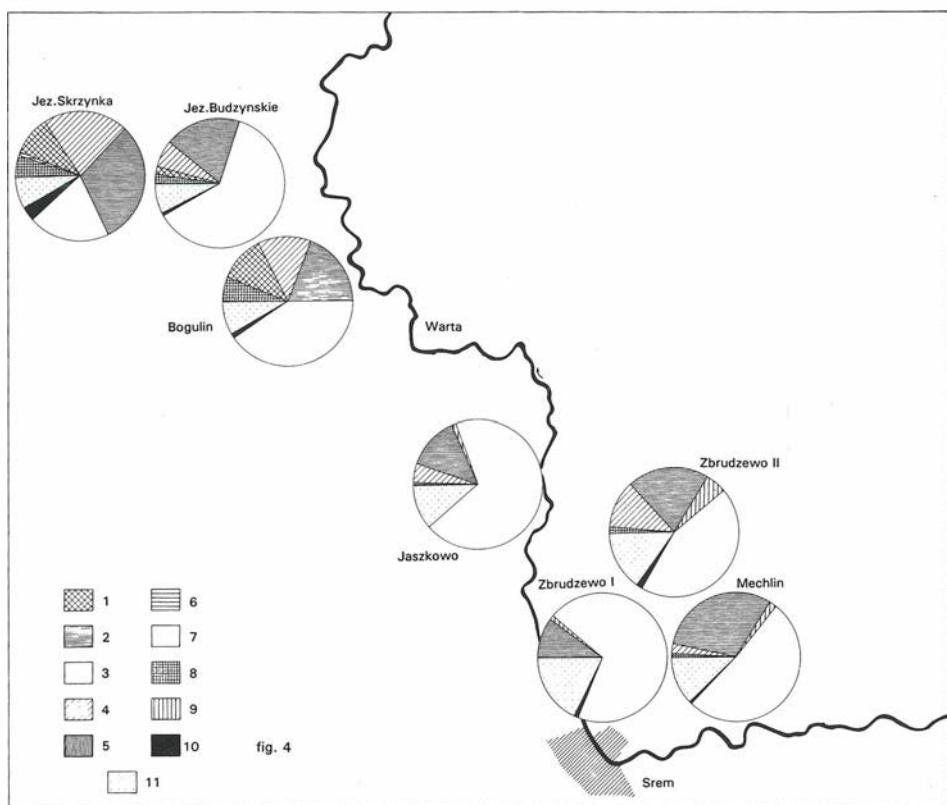 Jez.Skrzynka
Jez.Budzynskie
Bogulin
Warta
Zbrudzewo II
Jaszkowo
Zbrudzewo I
Mechlin
1 6
2 7
3 8
4 9
5 10
11
fig. 4
Srem